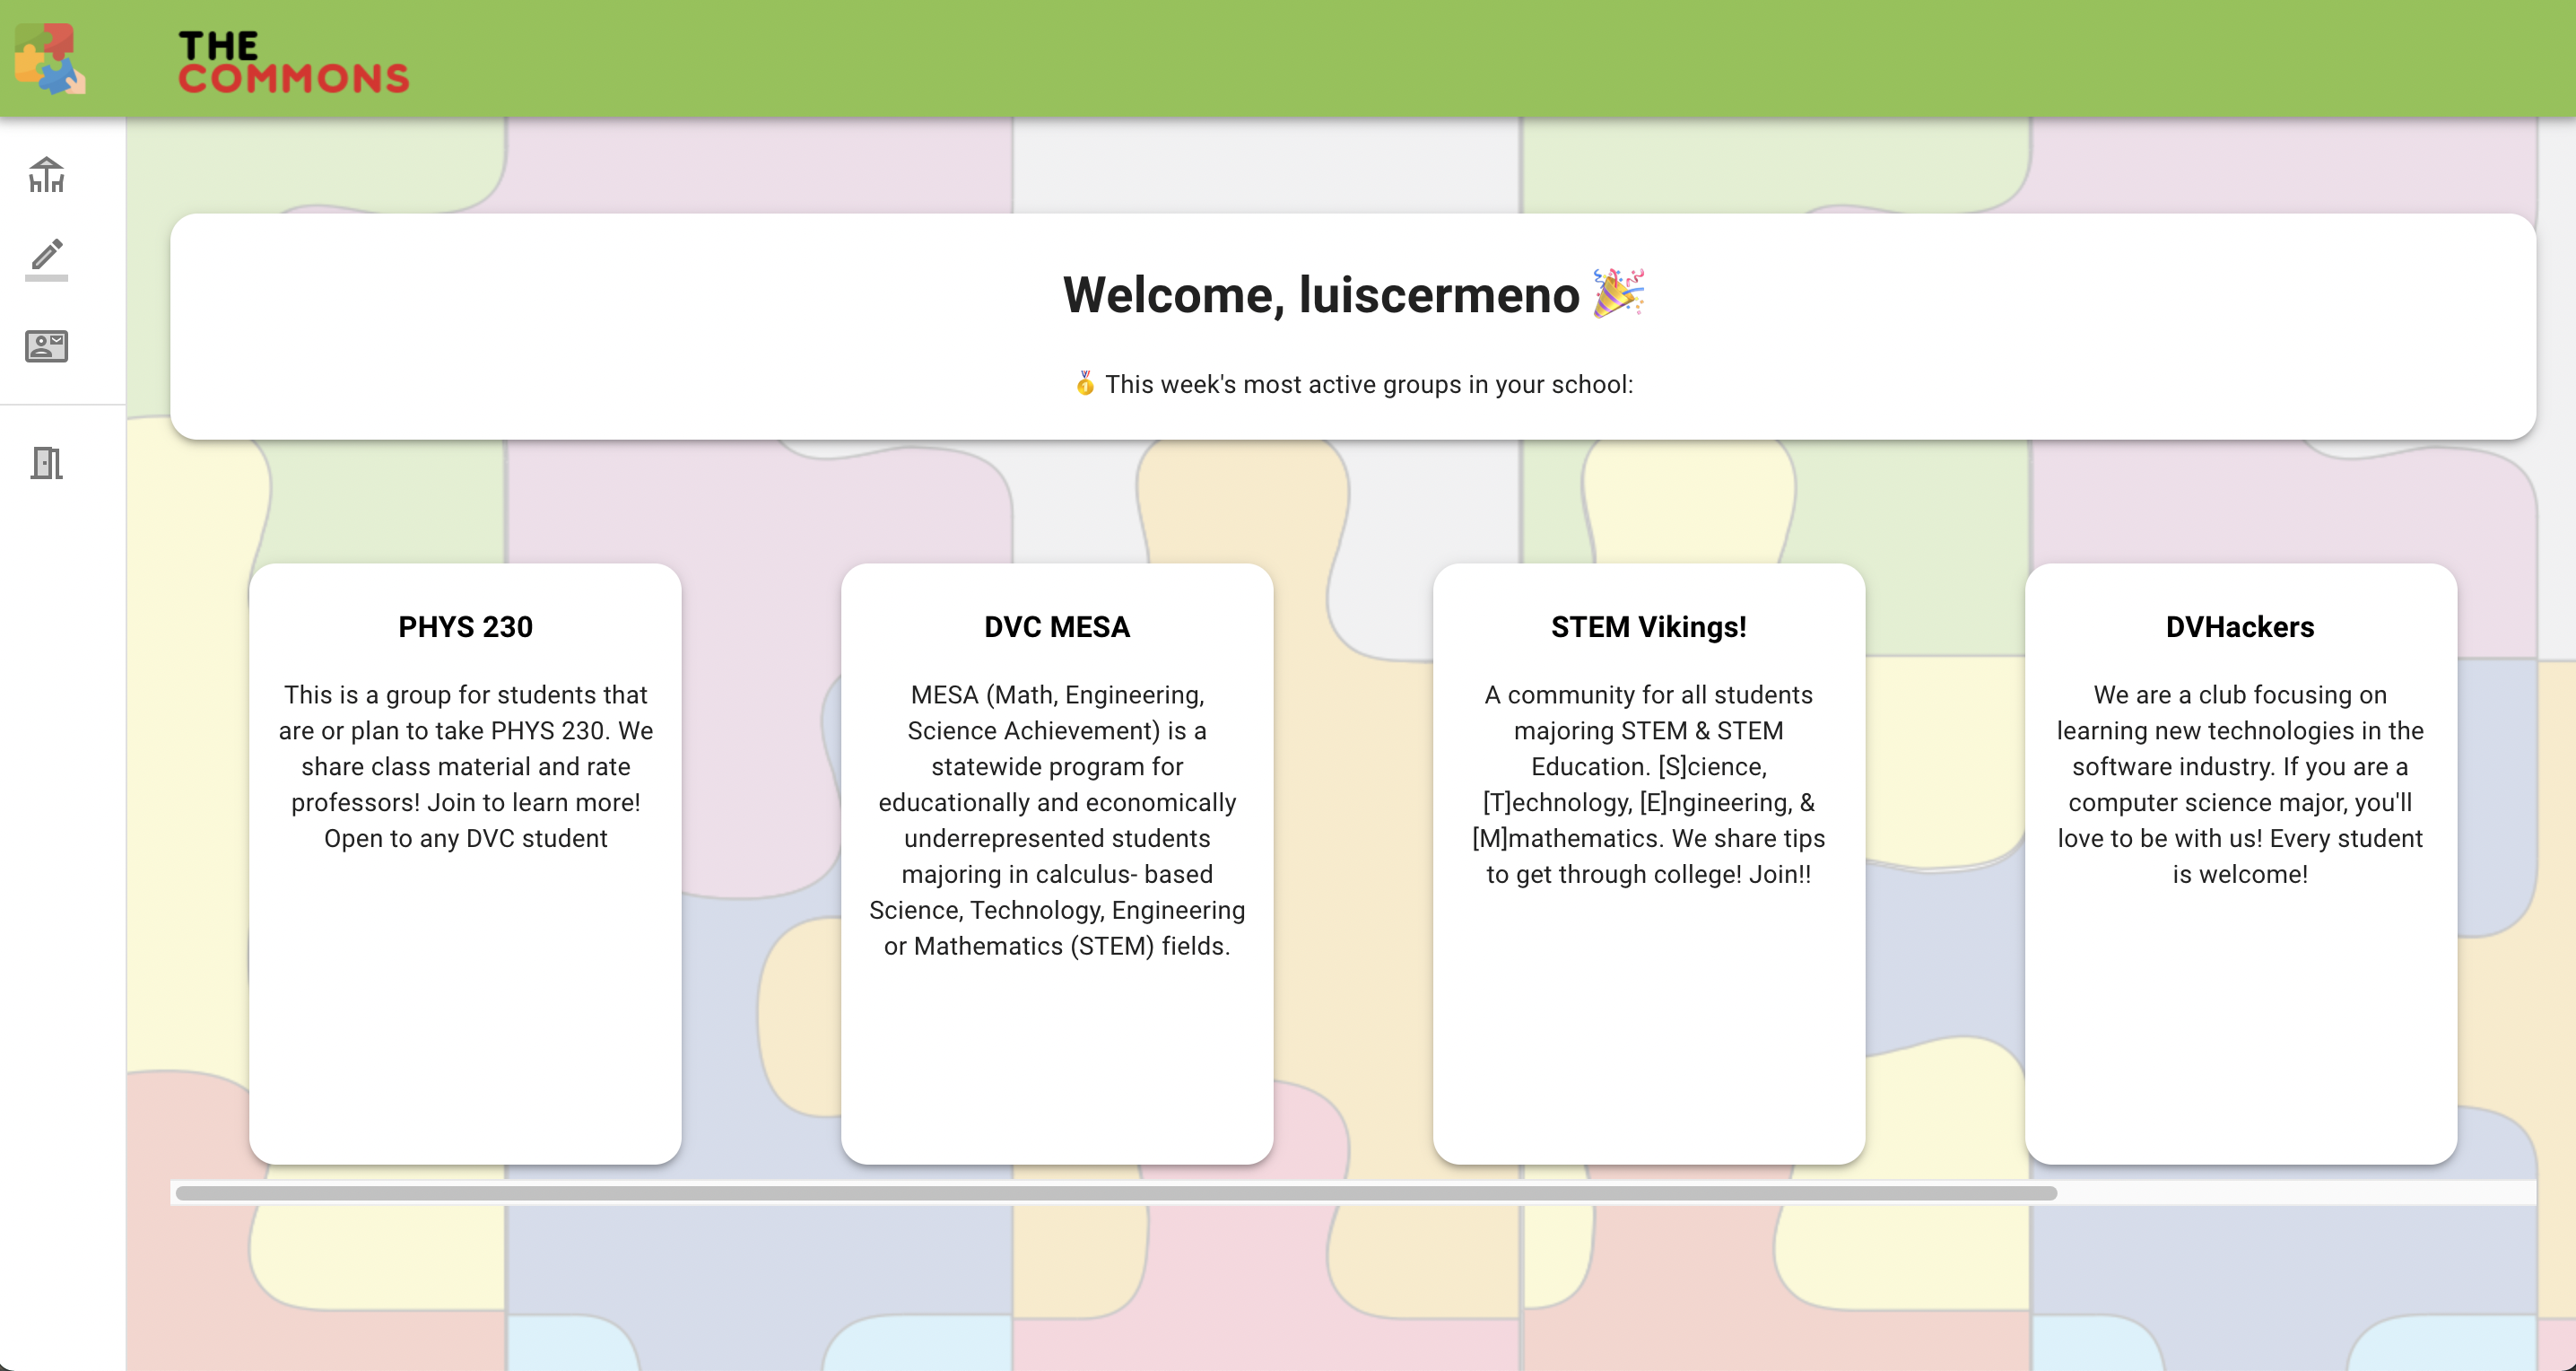 THE
COMMONS
Welcome, luiscermeno 🎉
🥇 This week's most active groups in your school:
PHYS 230
This is a group for students that
are or plan to take PHYS 230. We
share class material and rate
professors! Join to learn more!
Open to any DVC student
DVC MESA
MESA (Math, Engineering,
Science Achievement) is a
statewide program for
educationally and economically
underrepresented students
majoring in calculus- based
Science, Technology, Engineering
or Mathematics (STEM) fields.
STEM Vikings!
A community for all students
majoring STEM & STEM
Education. [S]cience,
[T]echnology, [E]ngineering, &
[M]mathematics. We share tips
to get through college! Join!!
DVHackers
We are a club focusing on
learning new technologies in the
software industry. If you are a
computer science major, you'll
love to be with us! Every student
is welcome!